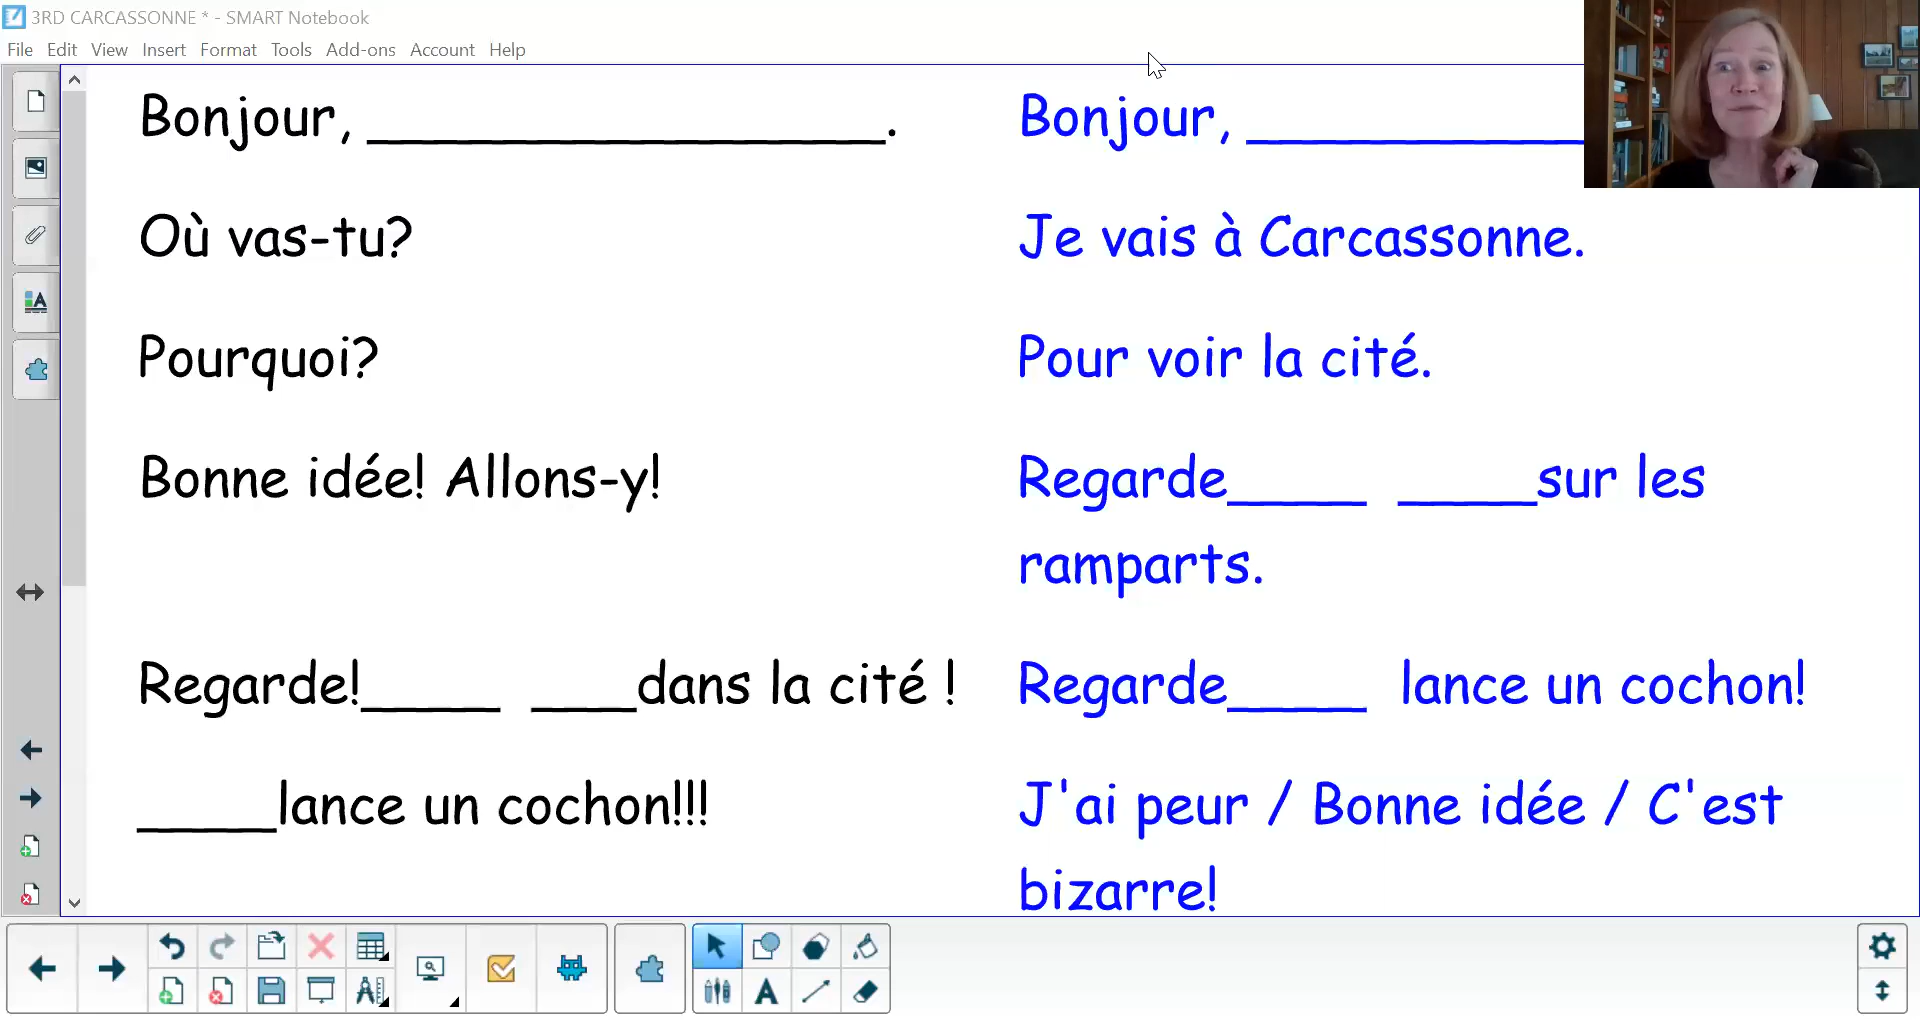 3RD CARCASSONNE * - SMART Notebook
File Edit View Insert Format Tools Add-ons Account Help
Bonjour, _______________.
Bonjour, __________
Où vas-tu?
Je vais à Carcassonne.
Pourquoi?
Pour voir la cité.
Bonne idée! Allons-y!
Regarde____ ____sur les
ramparts.
Regarde!____ ___dans la cité !
Regarde____ lance un cochon!
____lance un cochon!!!
J'ai peur / Bonne idée / C'est
bizarre!